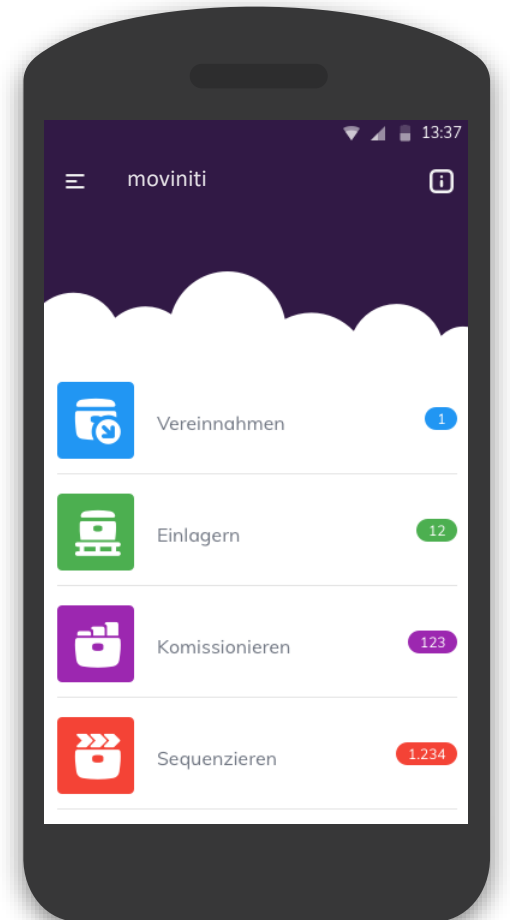 13:37
moviniti
Vereinnahmen
1
Einlagern
12
Komissionieren
123
Sequenzieren
1.234